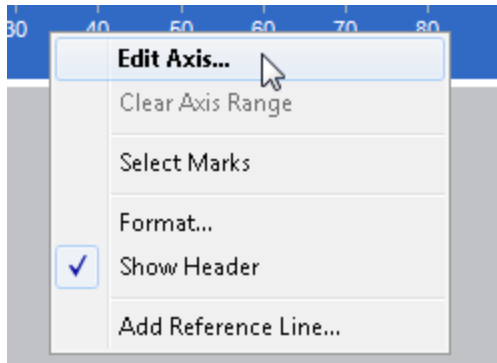 30 40 50 60 70 80
Edit Axis...
Clear Axis Range
Select Marks
Format...
Show Header
Add Reference Line...